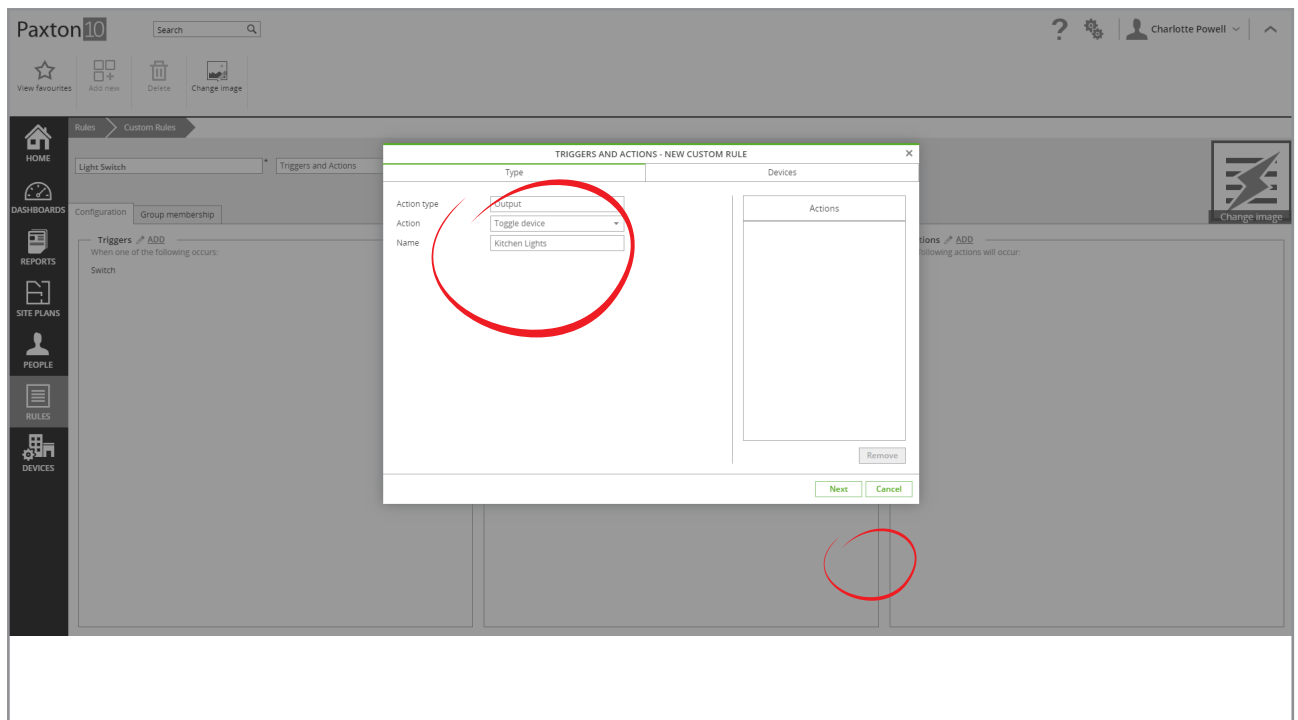 Paxton10
Search
? Charlotte Powell
View favourites
Add new
Delete
Change image
Rules
Custom Rules
HOME
DASHBOARDS
REPORTS
SITE PLANS
PEOPLE
RULES
DEVICES
Light Switch *
Triggers and Actions
Change image
Configuration
Group membership
Triggers ADD
When one of the following occurs:
Switch
TRIGGERS AND ACTIONS - NEW CUSTOM RULE ×
Type
Devices
Action type Output
Action Toggle device
Name Kitchen Lights
Actions
Remove
Next
Cancel
tions ADD
following actions will occur: